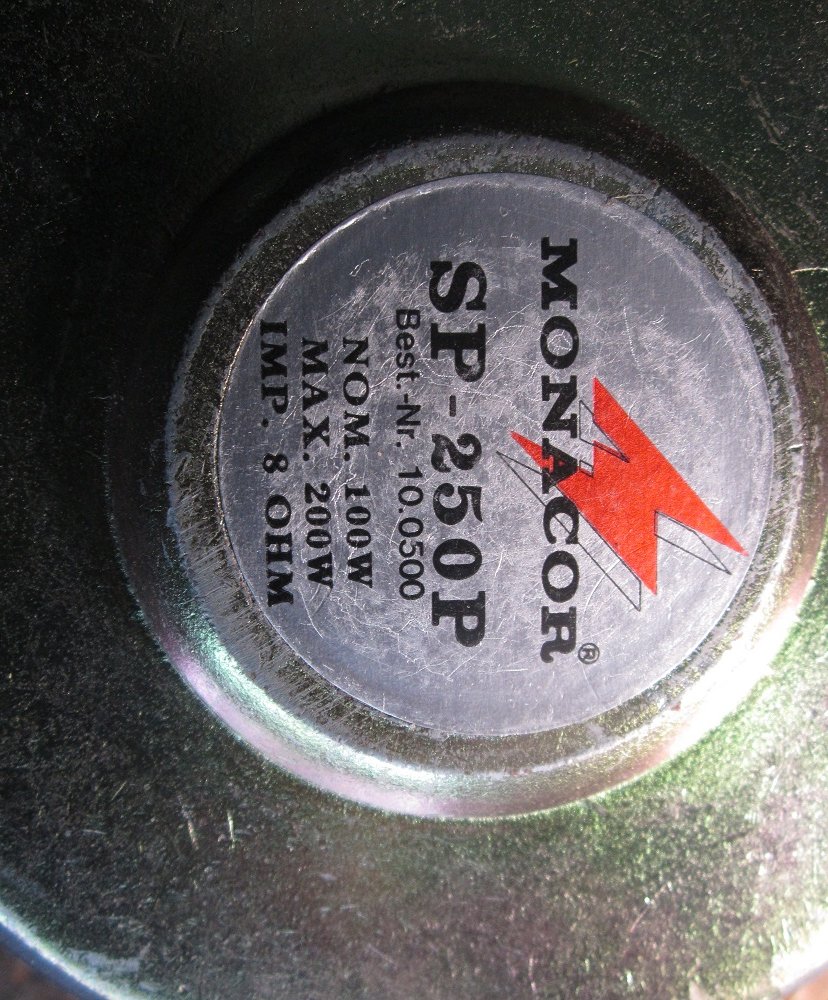 MONACOR®
SP-250P
Best.-Nr. 10.0500
NOM. 100W
MAX. 200W
IMP. 8 OHM